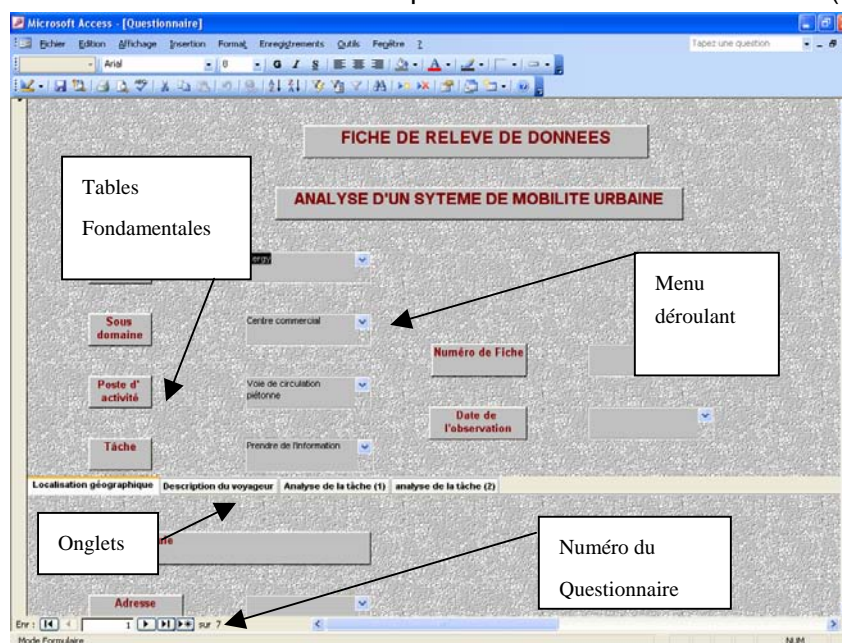 Microsoft Access - [Questionnaire]
Fichier Edition Affichage Insertion Format Enregistrements Outils Fenêtre ?
Tapez une question
Arial 8 G I S
FICHE DE RELEVE DE DONNEES
ANALYSE D'UN SYTEME DE MOBILITE URBAINE
Tables
Fondamentales
Menu
déroulant
Sous
domaine
Centre commercial
Numéro de Fiche
Poste d'
activité
Voie de circulation
piétonne
Date de
l'observation
Tâche
Prendre de l'Information
Localisation géographique Description du voyageur Analyse de la tâche (1) analyse de la tâche (2)
Onglets
Numéro du
Questionnaire
Adresse
Enr : 1 sur 7
Mode Formulaire NUM